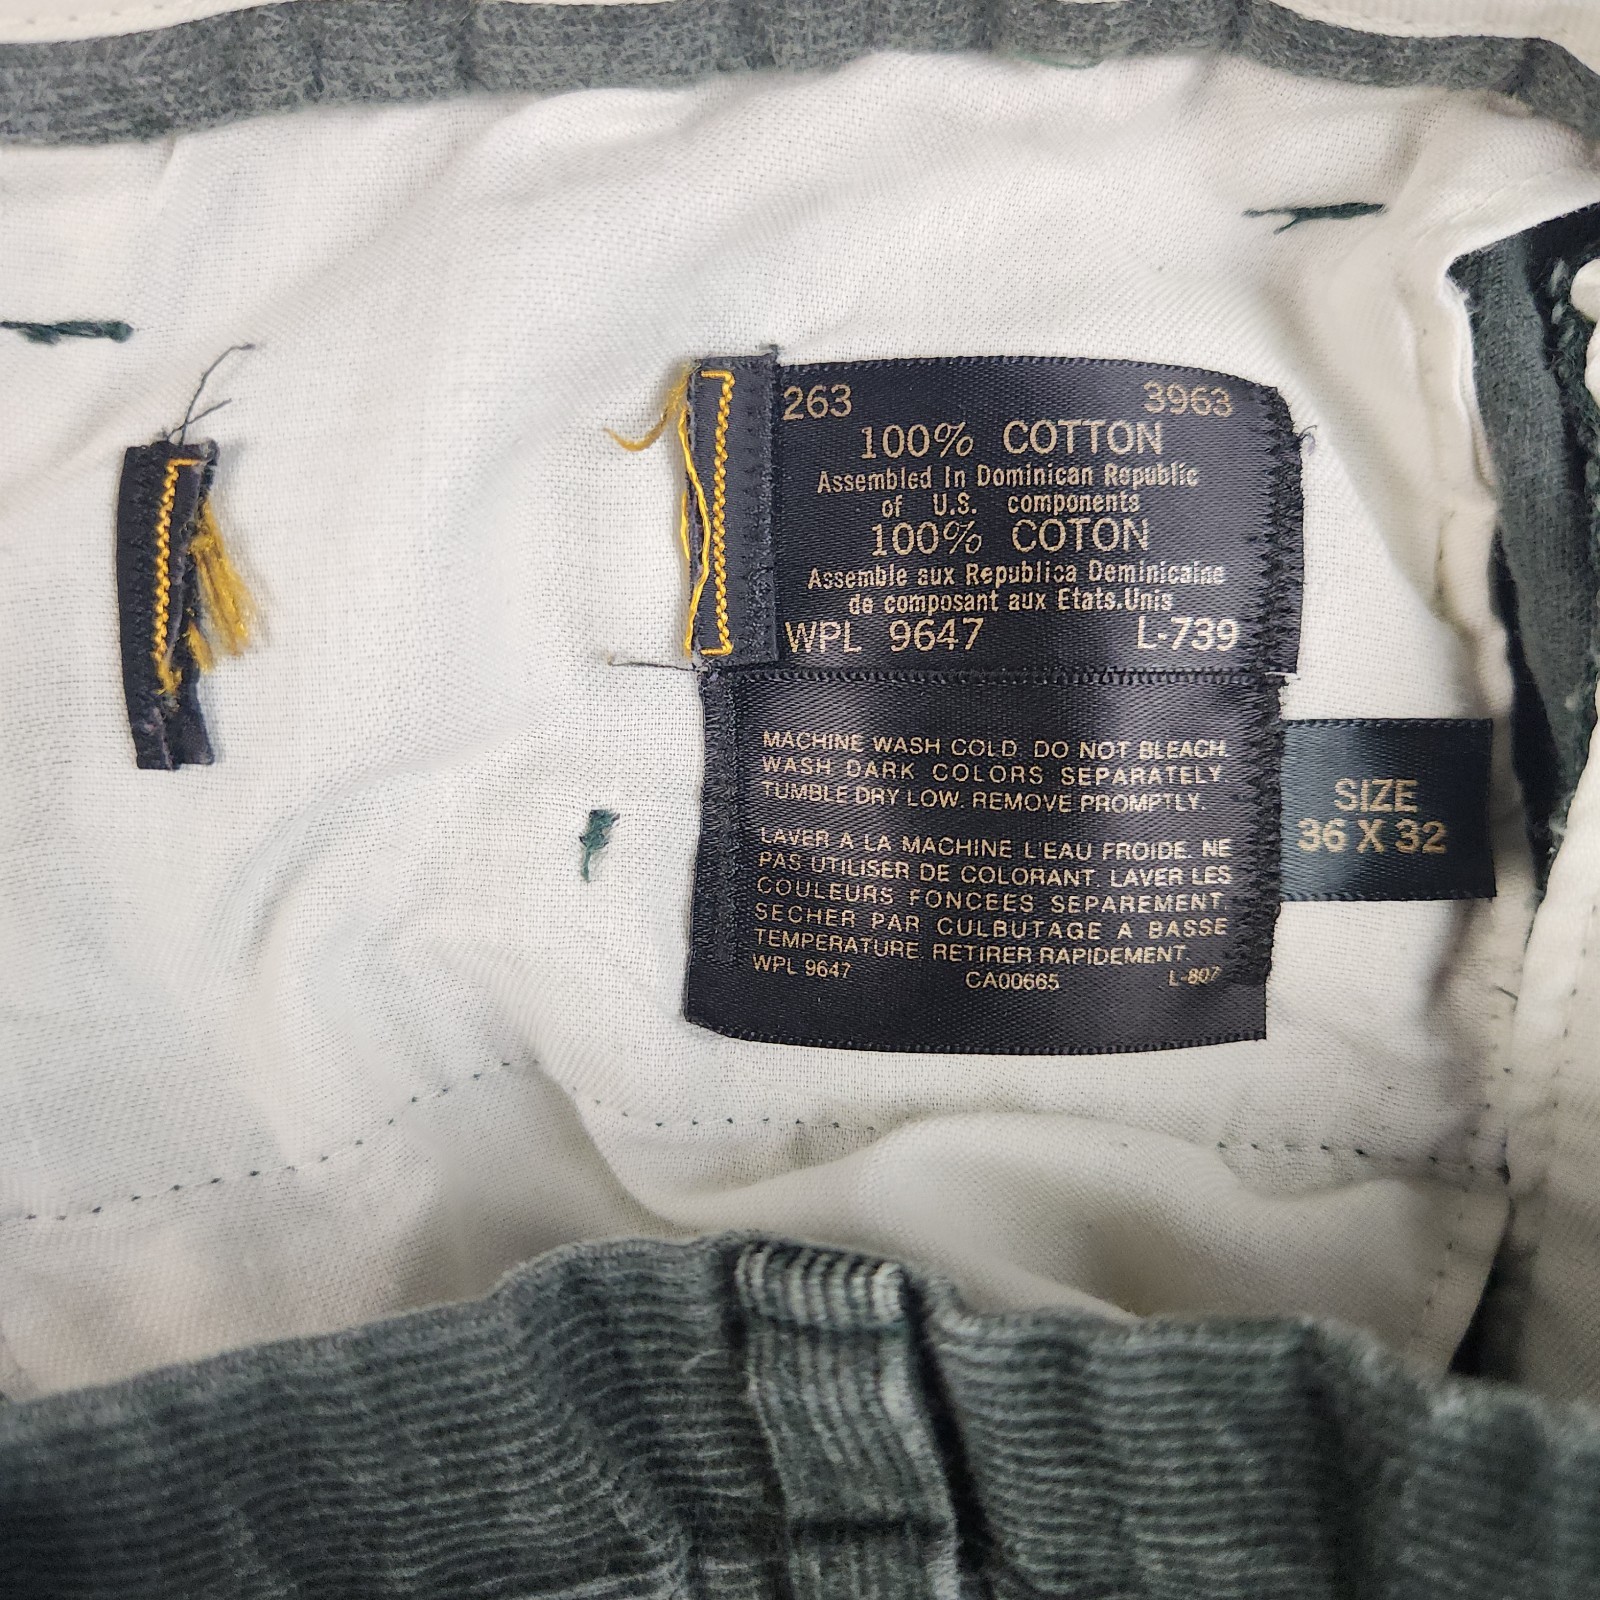 263 3963
100% COTTON
Assembled In Dominican Republic
of U.S. components
100% COTON
Assemble aux Republica Deminicaine
de composant aux Etats.Unis
WPL 9647 L-739
MACHINE WASH COLD. DO NOT BLEACH
WASH DARK COLORS SEPARATELY
TUMBLE DRY LOW. REMOVE PROMPTLY.
LAVER A LA MACHINE L'EAU FROIDE. NE
PAS UTILISER DE COLORANT. LAVER LES
COULEURS FONCEES SEPAREMENT.
SECHER PAR CULBUTAGE A BASSE
TEMPERATURE. RETIRER RAPIDEMENT.
WPL 9647 CA00665 L-807
SIZE
36 X 32